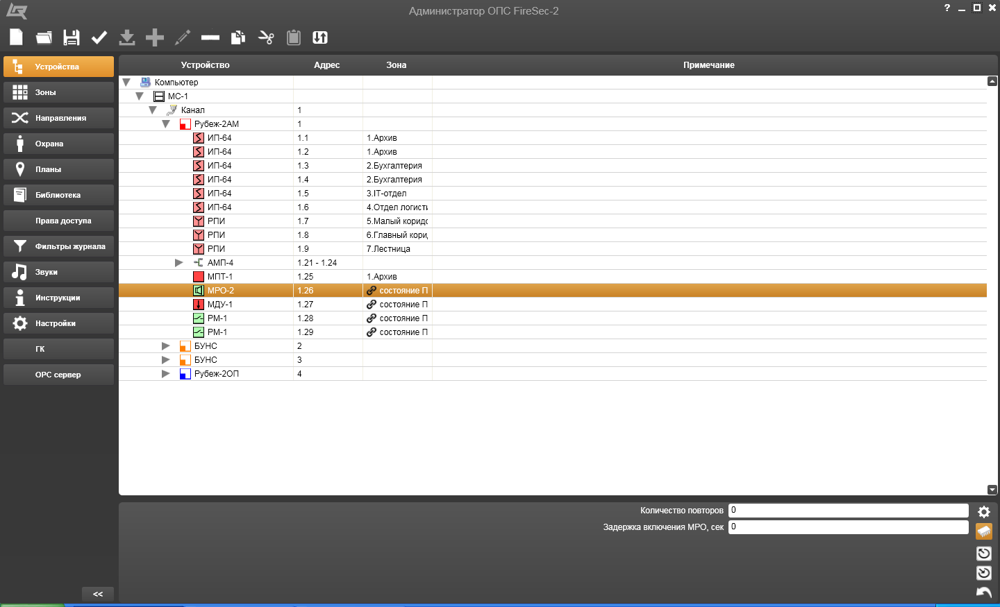 Администратор ОПС FireSec-2
?
Устройства
Зоны
Направления
Охрана
Планы
Библиотека
Права доступа
Фильтры журнала
Звуки
Инструкции
Настройки
ГК
OPC сервер
<<
Устройство Адрес Зона Примечание
Компьютер
МС-1
Канал 1
Рубеж-2АМ 1
ИП-64 1.1 1.Архив
ИП-64 1.2 1.Архив
ИП-64 1.3 2.Бухгалтерия
ИП-64 1.4 2.Бухгалтерия
ИП-64 1.5 3.IT-отдел
ИП-64 1.6 4.Отдел логисти
РПИ 1.7 5.Малый коридо
РПИ 1.8 6.Главный кори
РПИ 1.9 7.Лестница
АМП-4 1.21 - 1.24
МПТ-1 1.25 1.Архив
МРО-2 1.26 состояние П
МДУ-1 1.27 состояние П
РМ-1 1.28 состояние П
РМ-1 1.29 состояние П
БУНС 2
БУНС 3
Рубеж-2ОП 4
Количество повторов 0
Задержка включения МРО, сек 0